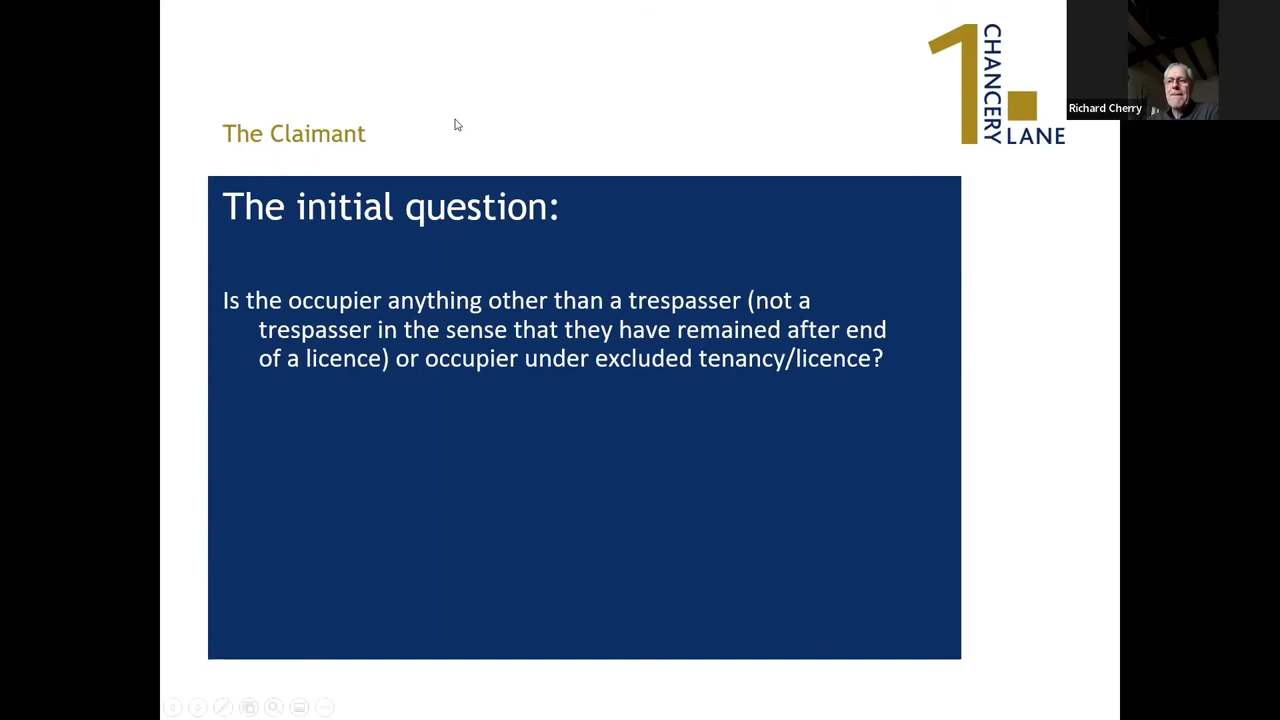 1
CHANCERY
LANE
Richard Cherry
The Claimant
The initial question:
Is the occupier anything other than a trespasser (not a
trespasser in the sense that they have remained after end
of a licence) or occupier under excluded tenancy/licence?